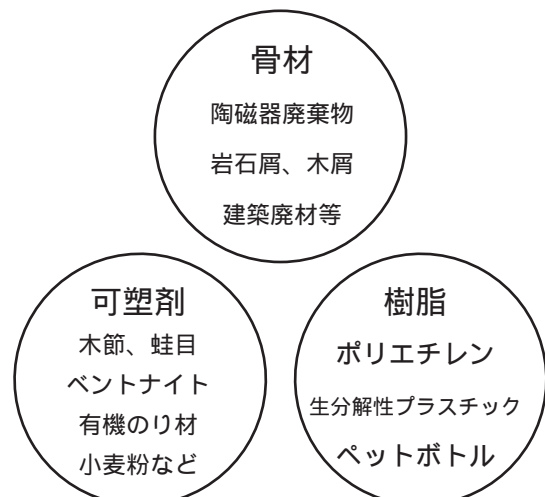 骨材
陶磁器廃棄物
岩石屑、木屑
建築廃材等
可塑剤
木節、蛙目
ベントナイト
有機のり材
小麦粉など
樹脂
ポリエチレン
生分解性プラスチック
ペットボトル